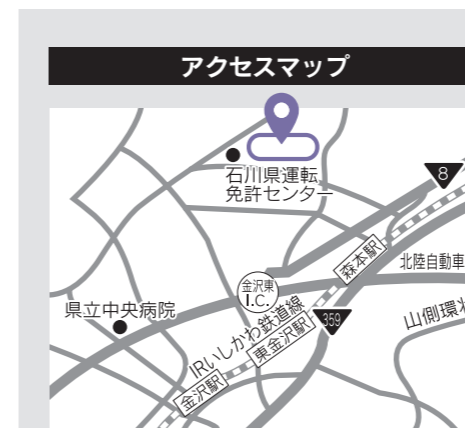 アクセスマップ
石川県運転
免許センター
8
金沢東
I.C.
森本駅
北陸自動車
県立中央病院
IRいしかわ鉄道線
359
東金沢駅
山側環状
金沢駅